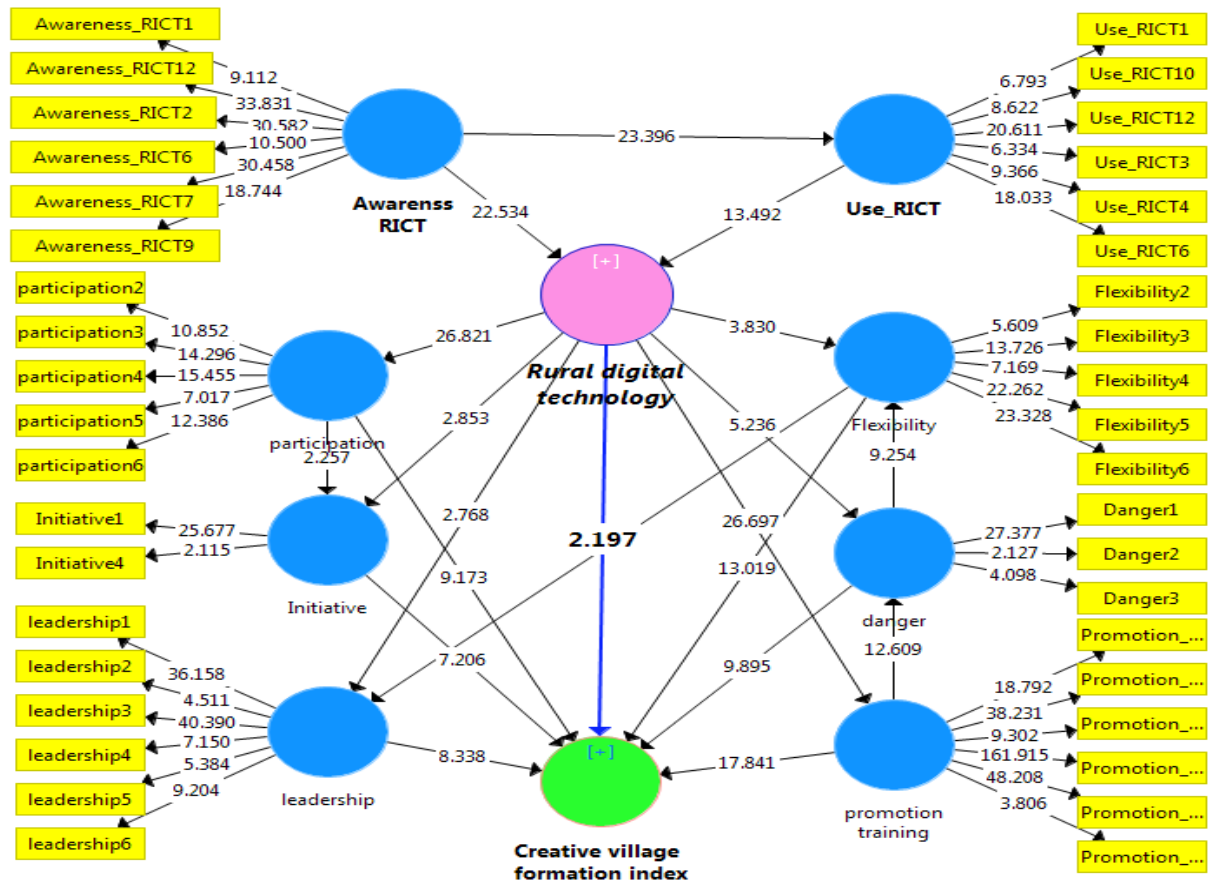 Awareness_RICT1
Awareness_RICT12
Awareness_RICT2
Awareness_RICT6
Awareness_RICT7
Awareness_RICT9
9.112
33.831
30.582
10.500
30.458
18.744
Awarenss
RICT
23.396
22.534
Use_RICT
13.492
6.793
8.622
20.611
6.334
9.366
18.033
Use_RICT1
Use_RICT10
Use_RICT12
Use_RICT3
Use_RICT4
Use_RICT6
[+]
Rural digital
technology
participation2
participation3
participation4
participation5
participation6
10.852
14.296
15.455
7.017
12.386
participation
26.821
2.257
2.853
3.830
Flexibility
5.609
13.726
7.169
22.262
23.328
Flexibility2
Flexibility3
Flexibility4
Flexibility5
Flexibility6
5.236
9.254
Initiative1
Initiative4
25.677
2.115
Initiative
2.768
2.197
26.697
13.019
9.173
danger
27.377
2.127
4.098
Danger1
Danger2
Danger3
12.609
7.206
9.895
leadership1
leadership2
leadership3
leadership4
leadership5
leadership6
36.158
4.511
40.390
7.150
5.384
9.204
leadership
8.338
[+]
Creative village
formation index
17.841
promotion
training
18.792
38.231
9.302
161.915
48.208
3.806
Promotion_...
Promotion_...
Promotion_...
Promotion_...
Promotion_...
Promotion_...